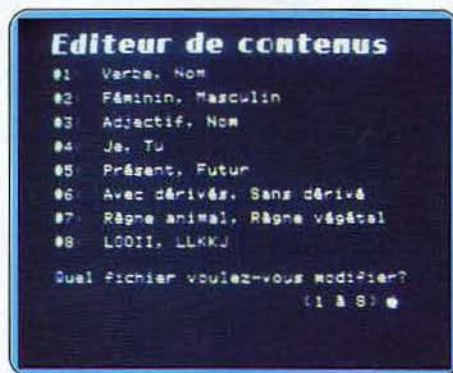 Editeur de contenus
#1 Verbe, Nom
#2 Féminin, Masculin
#3 Adjectif, Nom
#4 Je, Tu
#5 Présent, Futur
#6 Avec dérivés, Sans dérivé
#7 Règne animal, Règne végétal
#8 LOOII, LLKKJ
Quel fichier voulez-vous modifier?
(1 à 8)